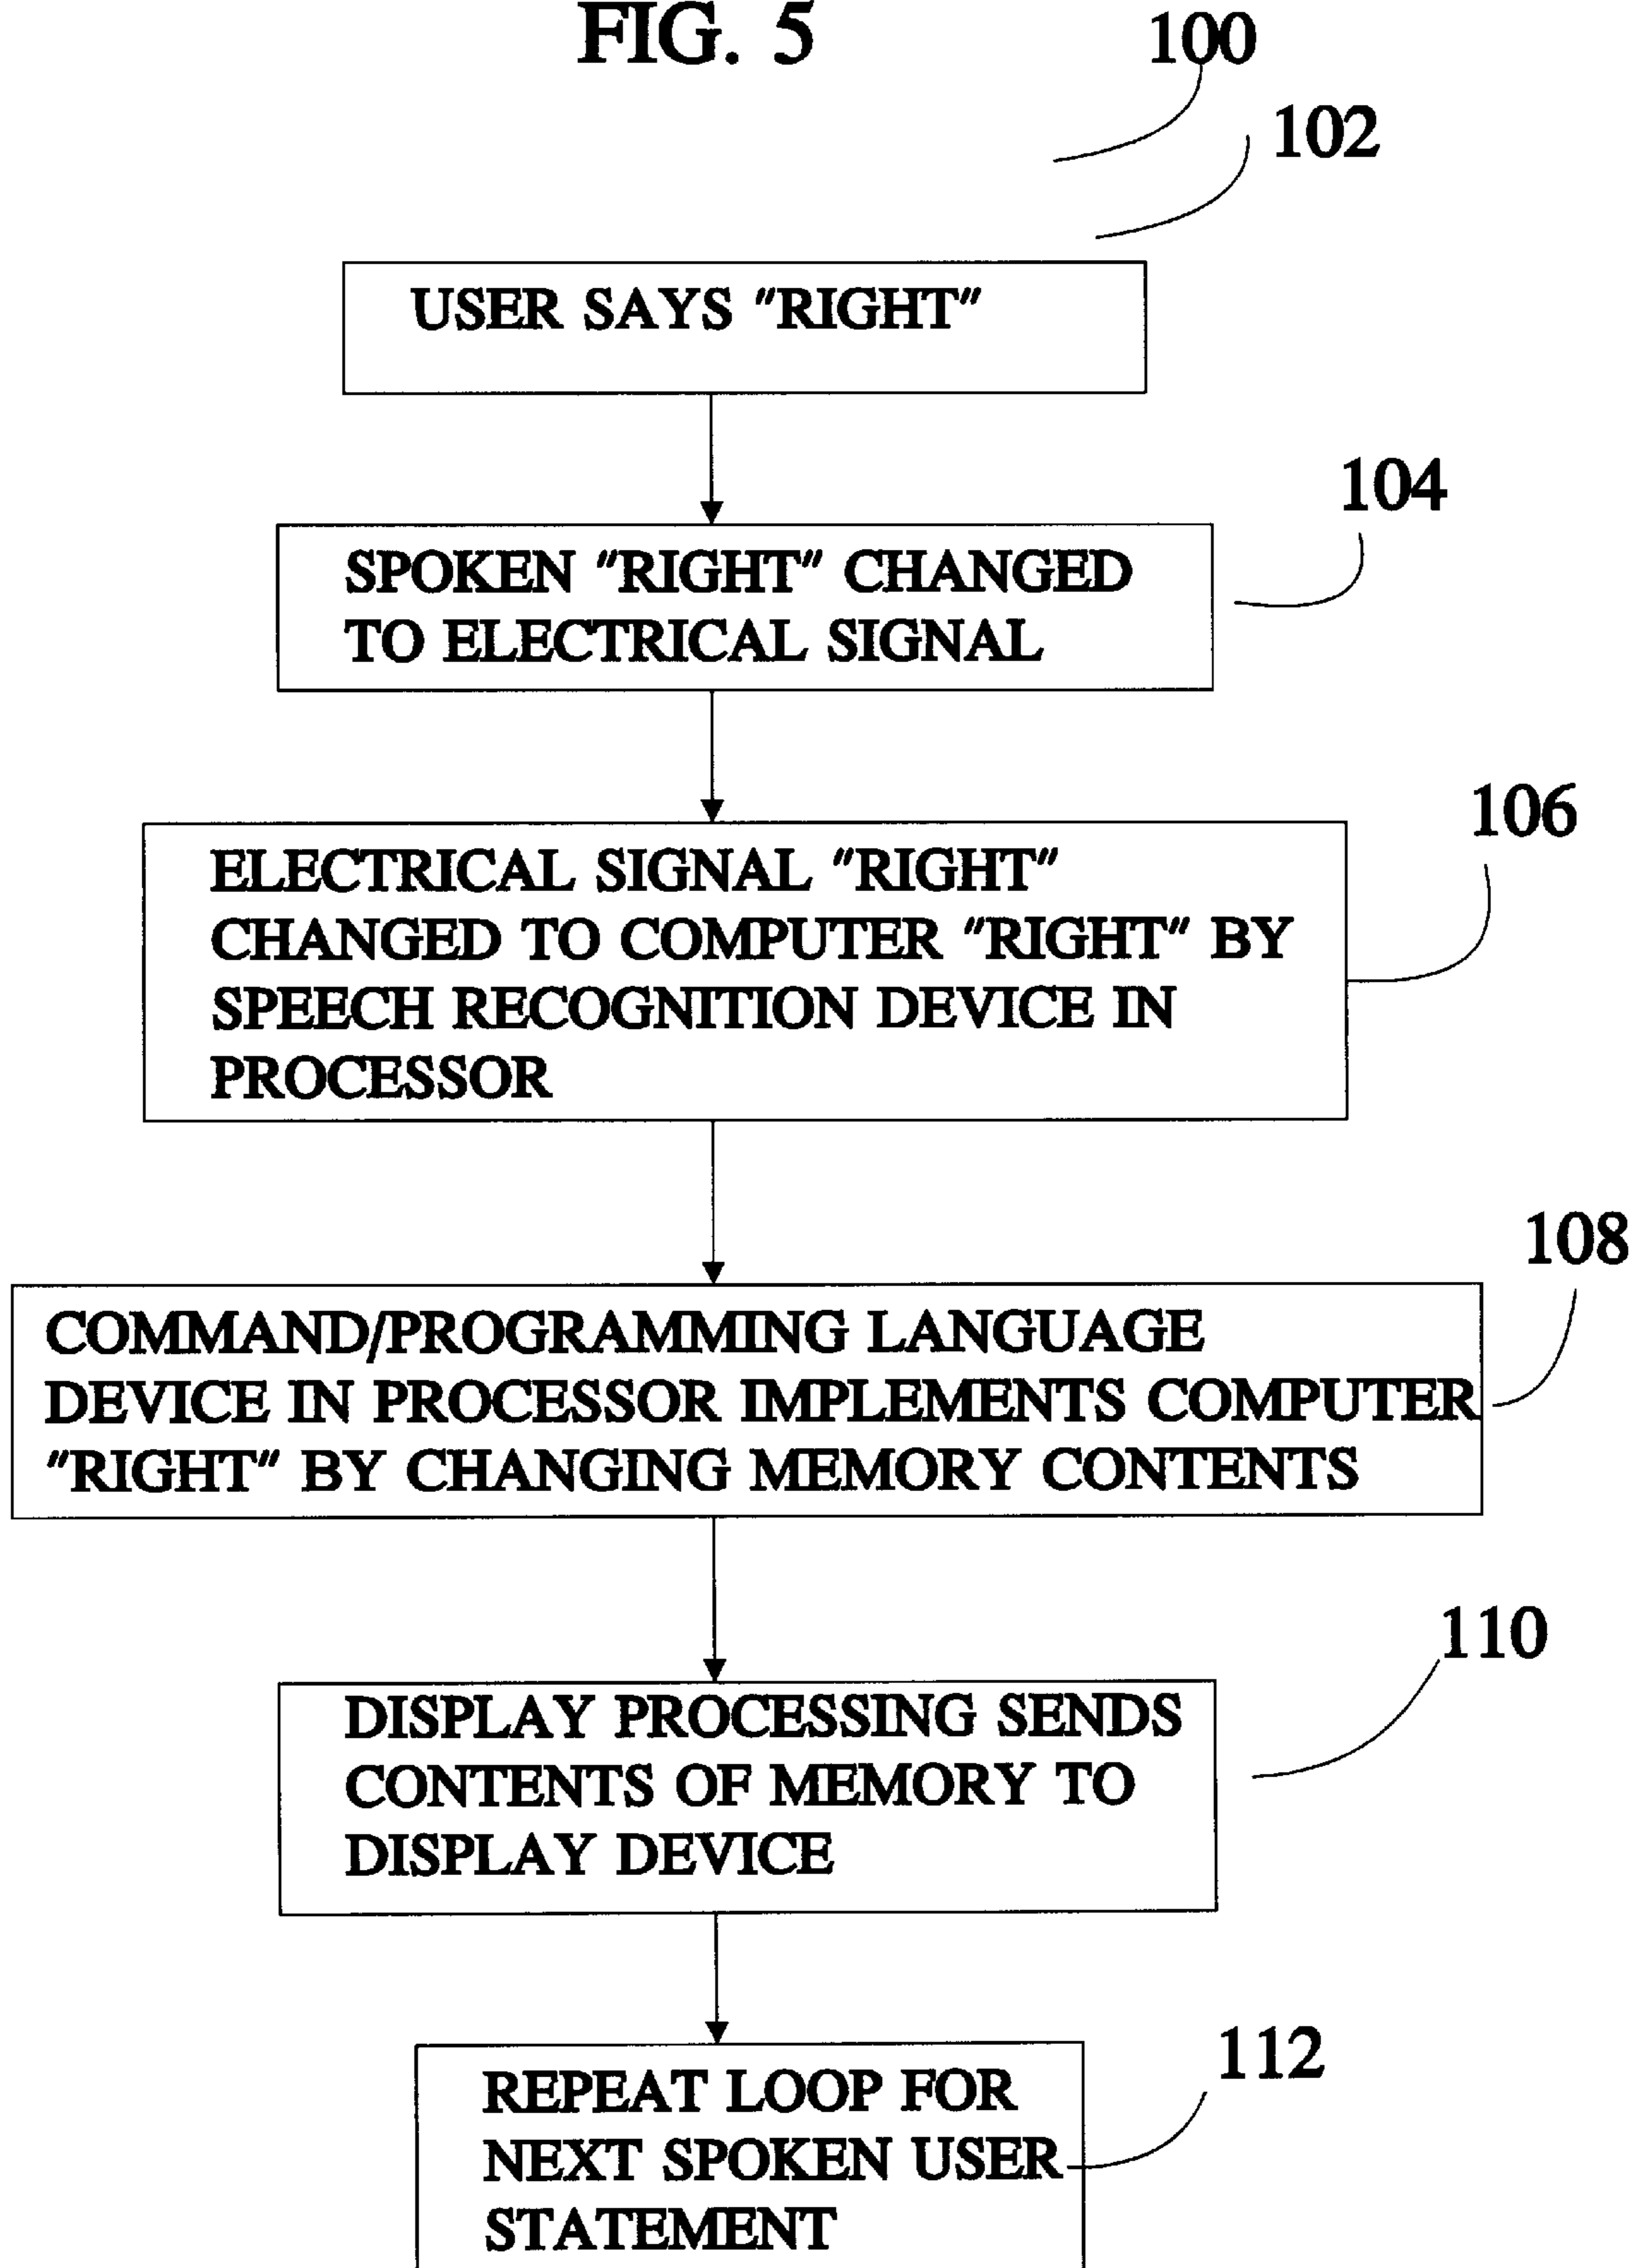 FIG. 5
100
102
USER SAYS "RIGHT"
104
SPOKEN "RIGHT" CHANGED
TO ELECTRICAL SIGNAL
106
ELECTRICAL SIGNAL "RIGHT"
CHANGED TO COMPUTER "RIGHT" BY
SPEECH RECOGNITION DEVICE IN
PROCESSOR
108
COMMAND/PROGRAMMING LANGUAGE
DEVICE IN PROCESSOR IMPLEMENTS COMPUTER
"RIGHT" BY CHANGING MEMORY CONTENTS
110
DISPLAY PROCESSING SENDS
CONTENTS OF MEMORY TO
DISPLAY DEVICE
112
REPEAT LOOP FOR
NEXT SPOKEN USER
STATEMENT